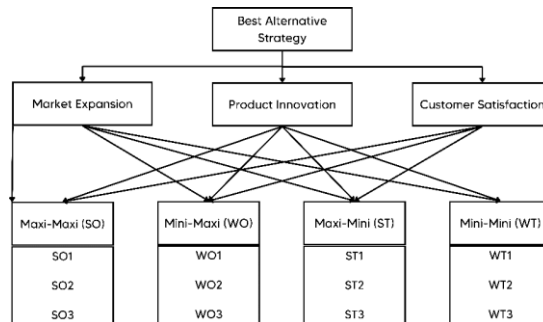 Best Alternative
Strategy
Market Expansion
Product Innovation
Customer Satisfaction
Maxi-Maxi (SO)
Mini-Maxi (WO)
Maxi-Mini (ST)
Mini-Mini (WT)
SO1
WO1
ST1
WT1
SO2
WO2
ST2
WT2
SO3
WO3
ST3
WT3